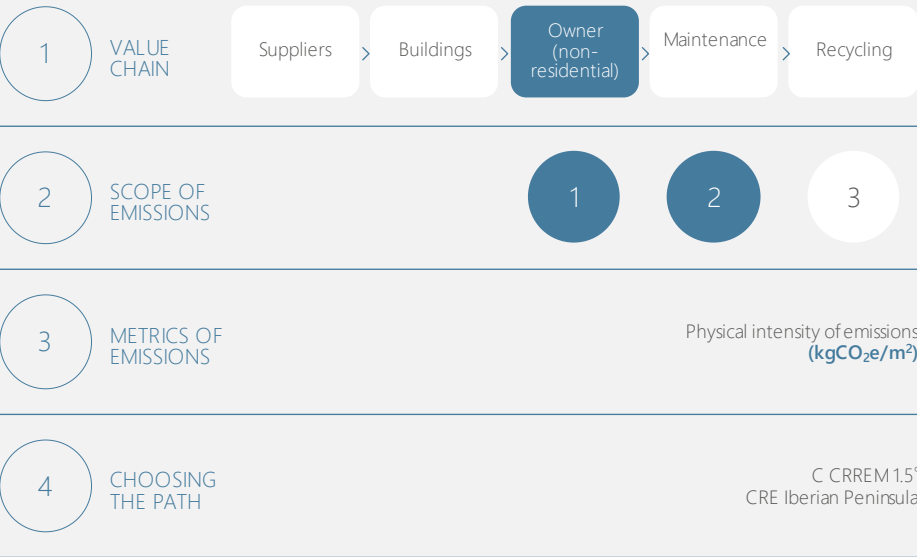 1
VALUE
CHAIN
Suppliers
Buildings
Owner
(non-
residential)
Maintenance
Recycling
2
SCOPE OF
EMISSIONS
1
2
3
3
METRICS OF
EMISSIONS
Physical intensity of emissions
(kgCO₂e/m²)
4
CHOOSING
THE PATH
C CRREM 1.5°
CRE Iberian Peninsula